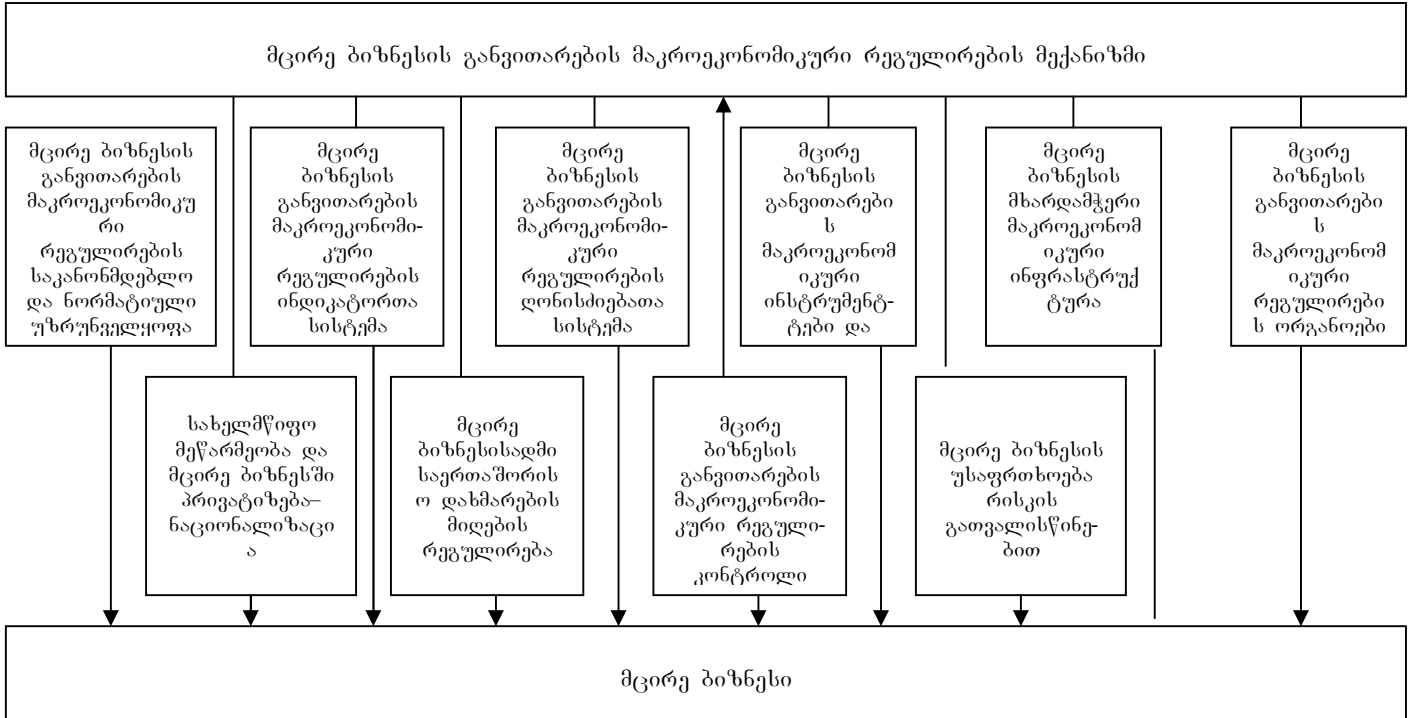 მცირე ბიზნესის განვითარების მაკროეკონომიკური რეგულირების მექანიზმი
მცირე ბიზნესის
განვითარების
მაკროეკონომიკუ
რი
რეგულირების
საკანონმდებლო
და ნორმატიული
უზრუნველყოფა
მცირე
ბიზნესის
განვითარების
მაკროეკონომი-
კური
რეგულირების
ინდიკატორთა
სისტემა
მცირე
ბიზნესის
განვითარების
მაკროეკონომი-
კური
რეგულირების
ღონისძიებათა
სისტემა
მცირე
ბიზნესის
განვითარები
ს
მაკროეკონომ
იკური
ინსტრუმენტ-
ტები და
მცირე
ბიზნესის
მხარდამჭერი
მაკროეკონომ
იკური
ინფრასტრუქ
ტურა
მცირე
ბიზნესის
განვითარები
ს
მაკროეკონომ
იკური
რეგულირები
ს ორგანოები
სახელმწიფო
მეწარმეობა და
მცირე ბიზნესში
პრივატიზება–
ნაციონალიზაცი
ა
მცირე
ბიზნესისადმი
საერთაშორის
ო დახმარების
მიღების
რეგულირება
მცირე
ბიზნესის
განვითარების
მაკროეკონომი-
კური რეგული-
რების
კონტროლი
მცირე ბიზნესის
უსაფრთხოება
რისკის
გათვალისწინე-
ბით
მცირე ბიზნესი